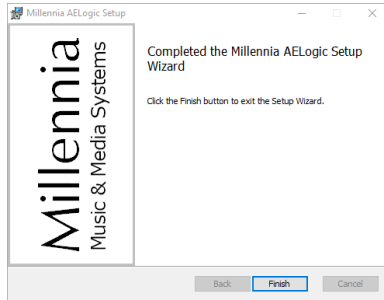 Millennia AELogic Setup
Millennia
Music & Media Systems
Completed the Millennia AELogic Setup
Wizard
Click the Finish button to exit the Setup Wizard.
Back
Finish
Cancel